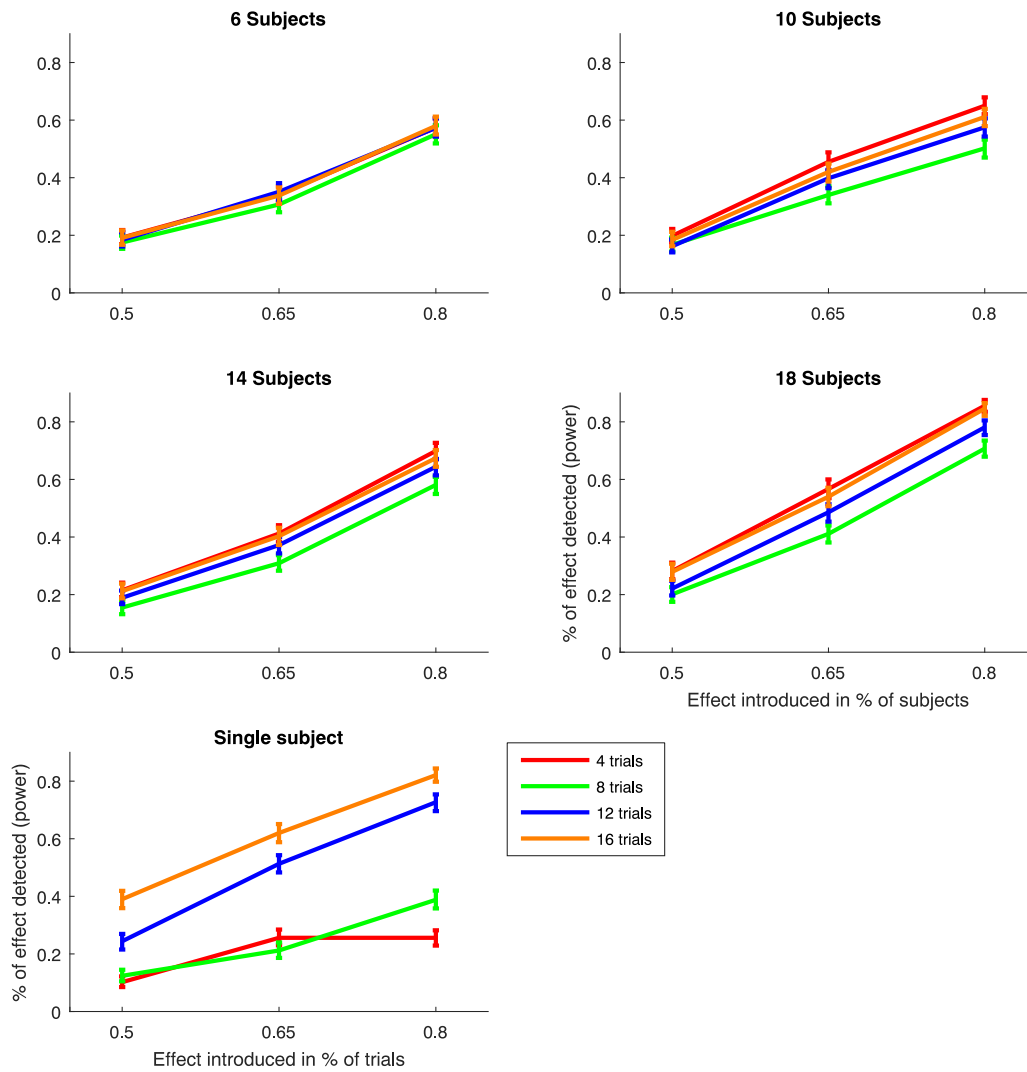 6 Subjects
0.8
0.6
0.4
0.2
0
0.5 0.65 0.8
10 Subjects
0.8
0.6
0.4
0.2
0
0.5 0.65 0.8
14 Subjects
0.8
0.6
0.4
0.2
0
0.5 0.65 0.8
18 Subjects
% of effect detected (power)
0.8
0.6
0.4
0.2
0
0.5 0.65 0.8
Effect introduced in % of subjects
Single subject
% of effect detected (power)
0.8
0.6
0.4
0.2
0
0.5 0.65 0.8
Effect introduced in % of trials
4 trials
8 trials
12 trials
16 trials